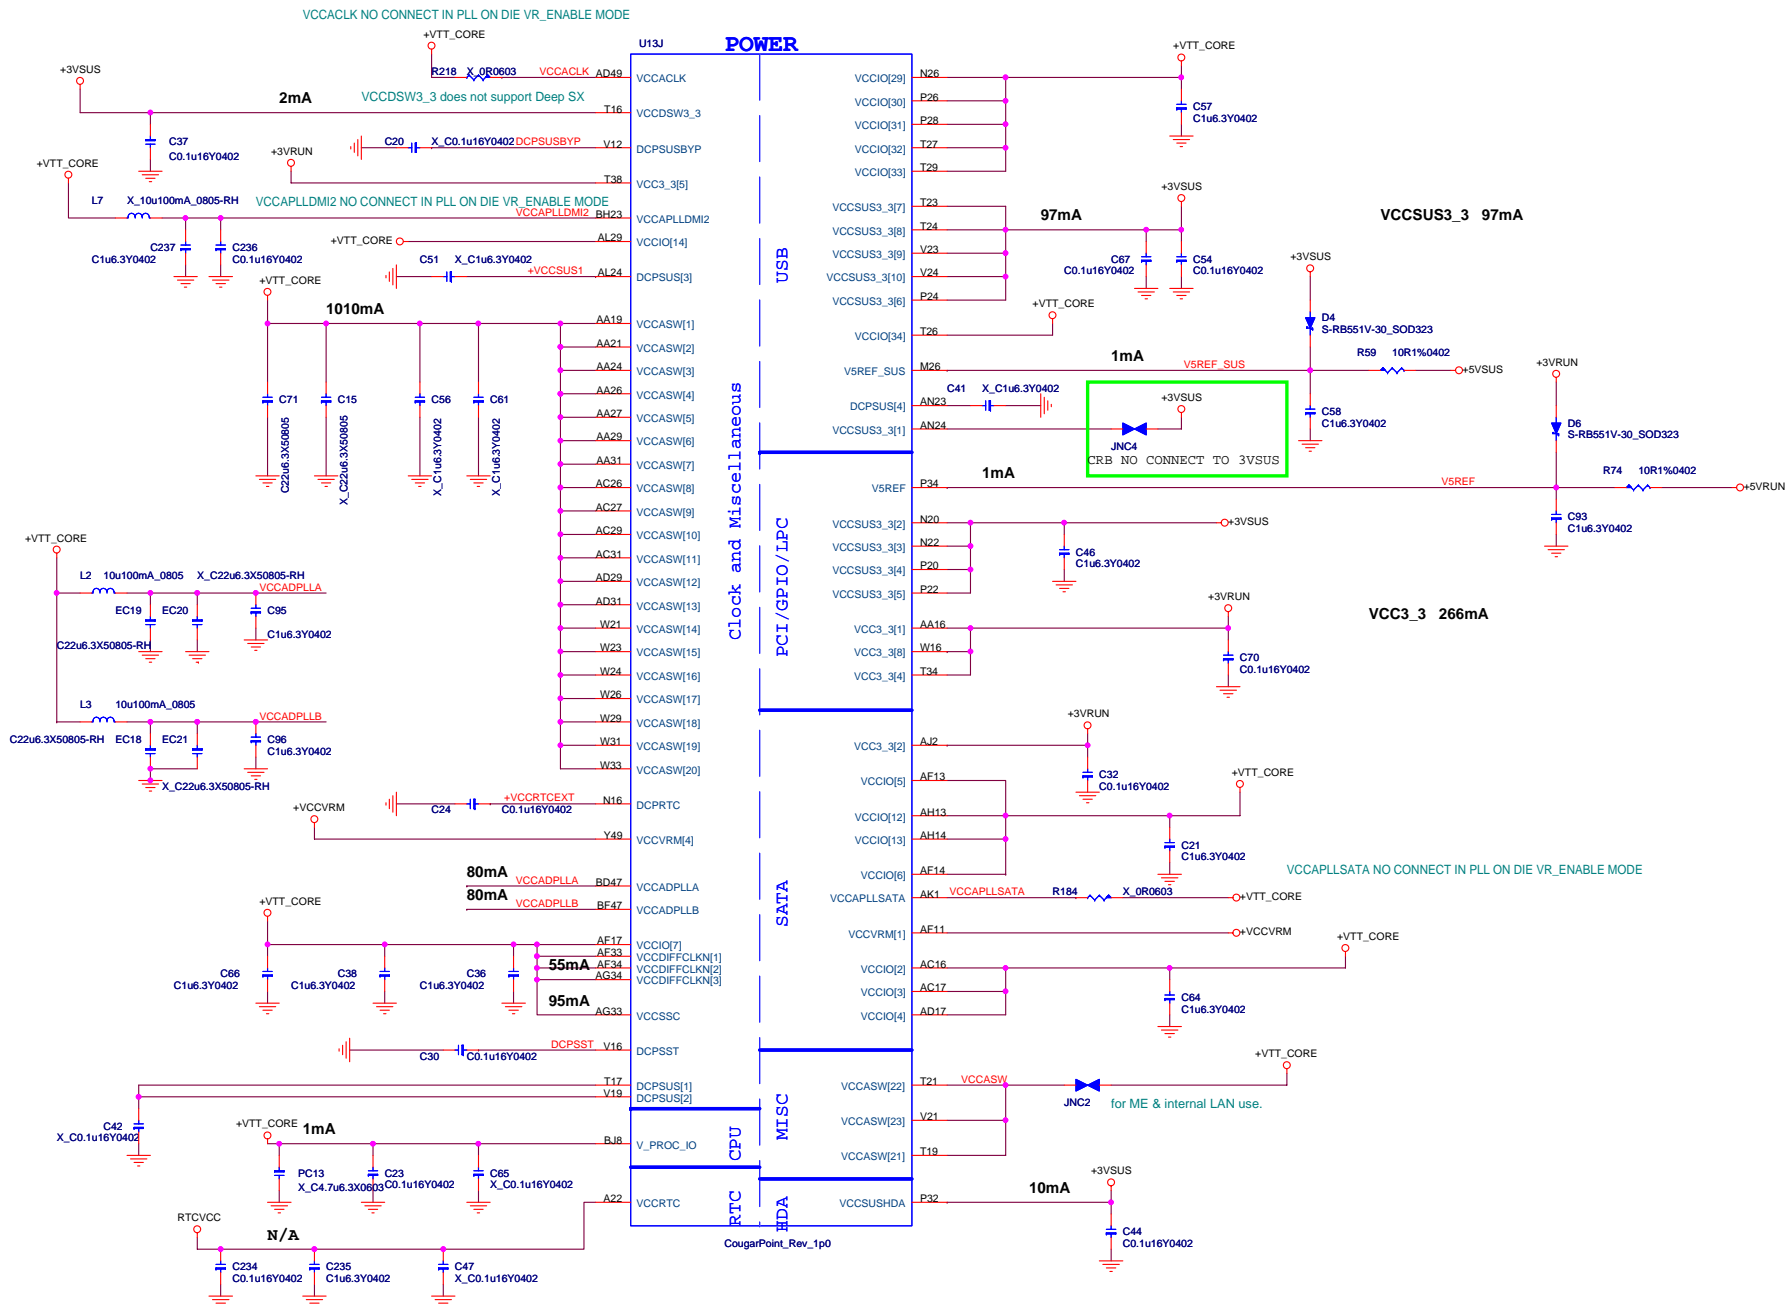 VCCACLK NO CONNECT IN PLL ON DIE VR_ENABLE MODE
+VTT_CORE
U13J
POWER
R218 X_0R0603 VCCACLK AD49 VCCACLK
+3VSUS
2mA
VCCDSW3_3 does not support Deep SX
T16 VCCDSW3_3
C37
C0.1u16Y0402
C20 X_C0.1u16Y0402 DCPSUSBYP V12 DCPSUSBYP
+3VRUN
T38 VCC3_3[5]
+VTT_CORE
L7 X_10u100mA_0805-RH
VCCAPLLDMI2 NO CONNECT IN PLL ON DIE VR_ENABLE MODE
VCCAPLLDMI2 BH23 VCCAPLLDMI2
C237
C1u6.3Y0402
C236
C0.1u16Y0402
+VTT_CORE AL29 VCCIO[14]
C51 X_C1u6.3Y0402
+VCCSUS1 AL24 DCPSUS[3]
+VTT_CORE
1010mA
AA19 VCCASW[1]
AA21 VCCASW[2]
AA24 VCCASW[3]
AA26 VCCASW[4]
AA27 VCCASW[5]
AA29 VCCASW[6]
AA31 VCCASW[7]
AC26 VCCASW[8]
AC27 VCCASW[9]
AC29 VCCASW[10]
AC31 VCCASW[11]
AD29 VCCASW[12]
AD31 VCCASW[13]
W21 VCCASW[14]
W23 VCCASW[15]
W24 VCCASW[16]
W26 VCCASW[17]
W29 VCCASW[18]
W31 VCCASW[19]
W33 VCCASW[20]
C71
C22u6.3X50805
C15
X_C22u6.3X50805
C56
X_C1u6.3Y0402
C61
X_C1u6.3Y0402
+VTT_CORE
L2 10u100mA_0805 X_C22u6.3X50805-RH
VCCADPLLA
EC19 EC20 C95
C22u6.3X50805-RH
C1u6.3Y0402
L3 10u100mA_0805
VCCADPLLB
C22u6.3X50805-RH EC18 EC21 C96
C1u6.3Y0402
X_C22u6.3X50805-RH
C24 +VCCRTCEXT
C0.1u16Y0402
N16 DCPRTC
+VCCVRM
Y49 VCCVRM[4]
80mA
VCCADPLLA BD47 VCCADPLLA
80mA
VCCADPLLB BF47 VCCADPLLB
+VTT_CORE
AF17 VCCIO[7]
AF33 VCCDIFFCLKN[1]
55mA
AF34 VCCDIFFCLKN[2]
AG34 VCCDIFFCLKN[3]
95mA
AG33 VCCSSC
C66
C1u6.3Y0402
C38
C1u6.3Y0402
C36
C1u6.3Y0402
C30 C0.1u16Y0402
DCPSST V16 DCPSST
T17 DCPSUS[1]
V19 DCPSUS[2]
C42
X_C0.1u16Y0402
+VTT_CORE
1mA
BJ8 V_PROC_IO
PC13
X_C4.7u6.3X0603
C23
C0.1u16Y0402
C65
X_C0.1u16Y0402
A22 VCCRTC
RTCVCC
N/A
C234
C0.1u16Y0402
C235
C1u6.3Y0402
C47
X_C0.1u16Y0402
Clock and Miscellaneous
CPU
RTC
USB
PCI/GPIO/LPC
SATA
MISC
HDA
CougarPoint_Rev_1p0
VCCIO[29] N26
VCCIO[30] P26
VCCIO[31] P28
VCCIO[32] T27
VCCIO[33] T29
+VTT_CORE
C57
C1u6.3Y0402
VCCSUS3_3[7] T23
VCCSUS3_3[8] T24
VCCSUS3_3[9] V23
VCCSUS3_3[10] V24
VCCSUS3_3[6] P24
97mA
+3VSUS
C67
C0.1u16Y0402
C54
C0.1u16Y0402
VCCSUS3_3 97mA
VCCIO[34] T26
+VTT_CORE
+3VSUS
D4
S-RB551V-30_SOD323
V5REF_SUS M26
1mA
V5REF_SUS
R59 10R1%0402
+5VSUS
C58
C1u6.3Y0402
DCPSUS[4] AN23
C41 X_C1u6.3Y0402
VCCSUS3_3[1] AN24
+3VSUS
JNC4
CRB NO CONNECT TO 3VSUS
+3VRUN
D6
S-RB551V-30_SOD323
V5REF P34
1mA
V5REF
R74 10R1%0402
+5VRUN
C93
C1u6.3Y0402
VCCSUS3_3[2] N20
VCCSUS3_3[3] N22
VCCSUS3_3[4] P20
VCCSUS3_3[5] P22
+3VSUS
C46
C1u6.3Y0402
VCC3_3[1] AA16
VCC3_3[8] W16
VCC3_3[4] T34
+3VRUN
C70
C0.1u16Y0402
VCC3_3 266mA
VCC3_3[2] AJ2
+3VRUN
C32
C0.1u16Y0402
VCCIO[5] AF13
VCCIO[12] AH13
VCCIO[13] AH14
VCCIO[6] AF14
+VTT_CORE
C21
C1u6.3Y0402
VCCAPLLSATA NO CONNECT IN PLL ON DIE VR_ENABLE MODE
VCCAPLLSATA AK1 VCCAPLLSATA R184 X_0R0603 +VTT_CORE
VCCVRM[1] AF11 +VCCVRM
VCCIO[2] AC16
VCCIO[3] AC17
VCCIO[4] AD17
+VTT_CORE
C64
C1u6.3Y0402
VCCASW[22] T21 VCCASW
VCCASW[23] V21
VCCASW[21] T19
JNC2
+VTT_CORE
for ME & internal LAN use.
VCCSUSHDA P32
10mA
+3VSUS
C44
C0.1u16Y0402